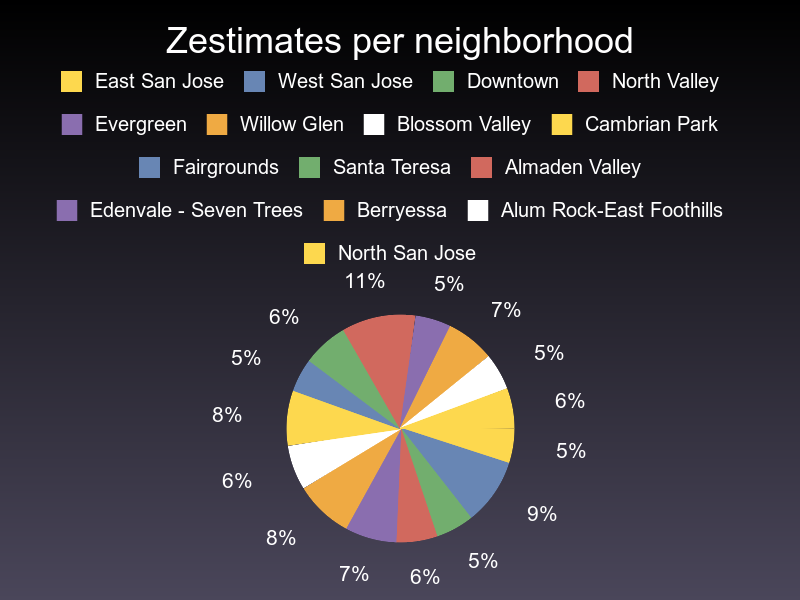 Zestimates per neighborhood
East San Jose West San Jose Downtown North Valley
Evergreen Willow Glen Blossom Valley Cambrian Park
Fairgrounds Santa Teresa Almaden Valley
Edenvale - Seven Trees Berryessa Alum Rock-East Foothills
North San Jose
11% 5%
6% 7%
5% 5%
8% 6%
5%
6% 9%
8% 5%
7% 6%